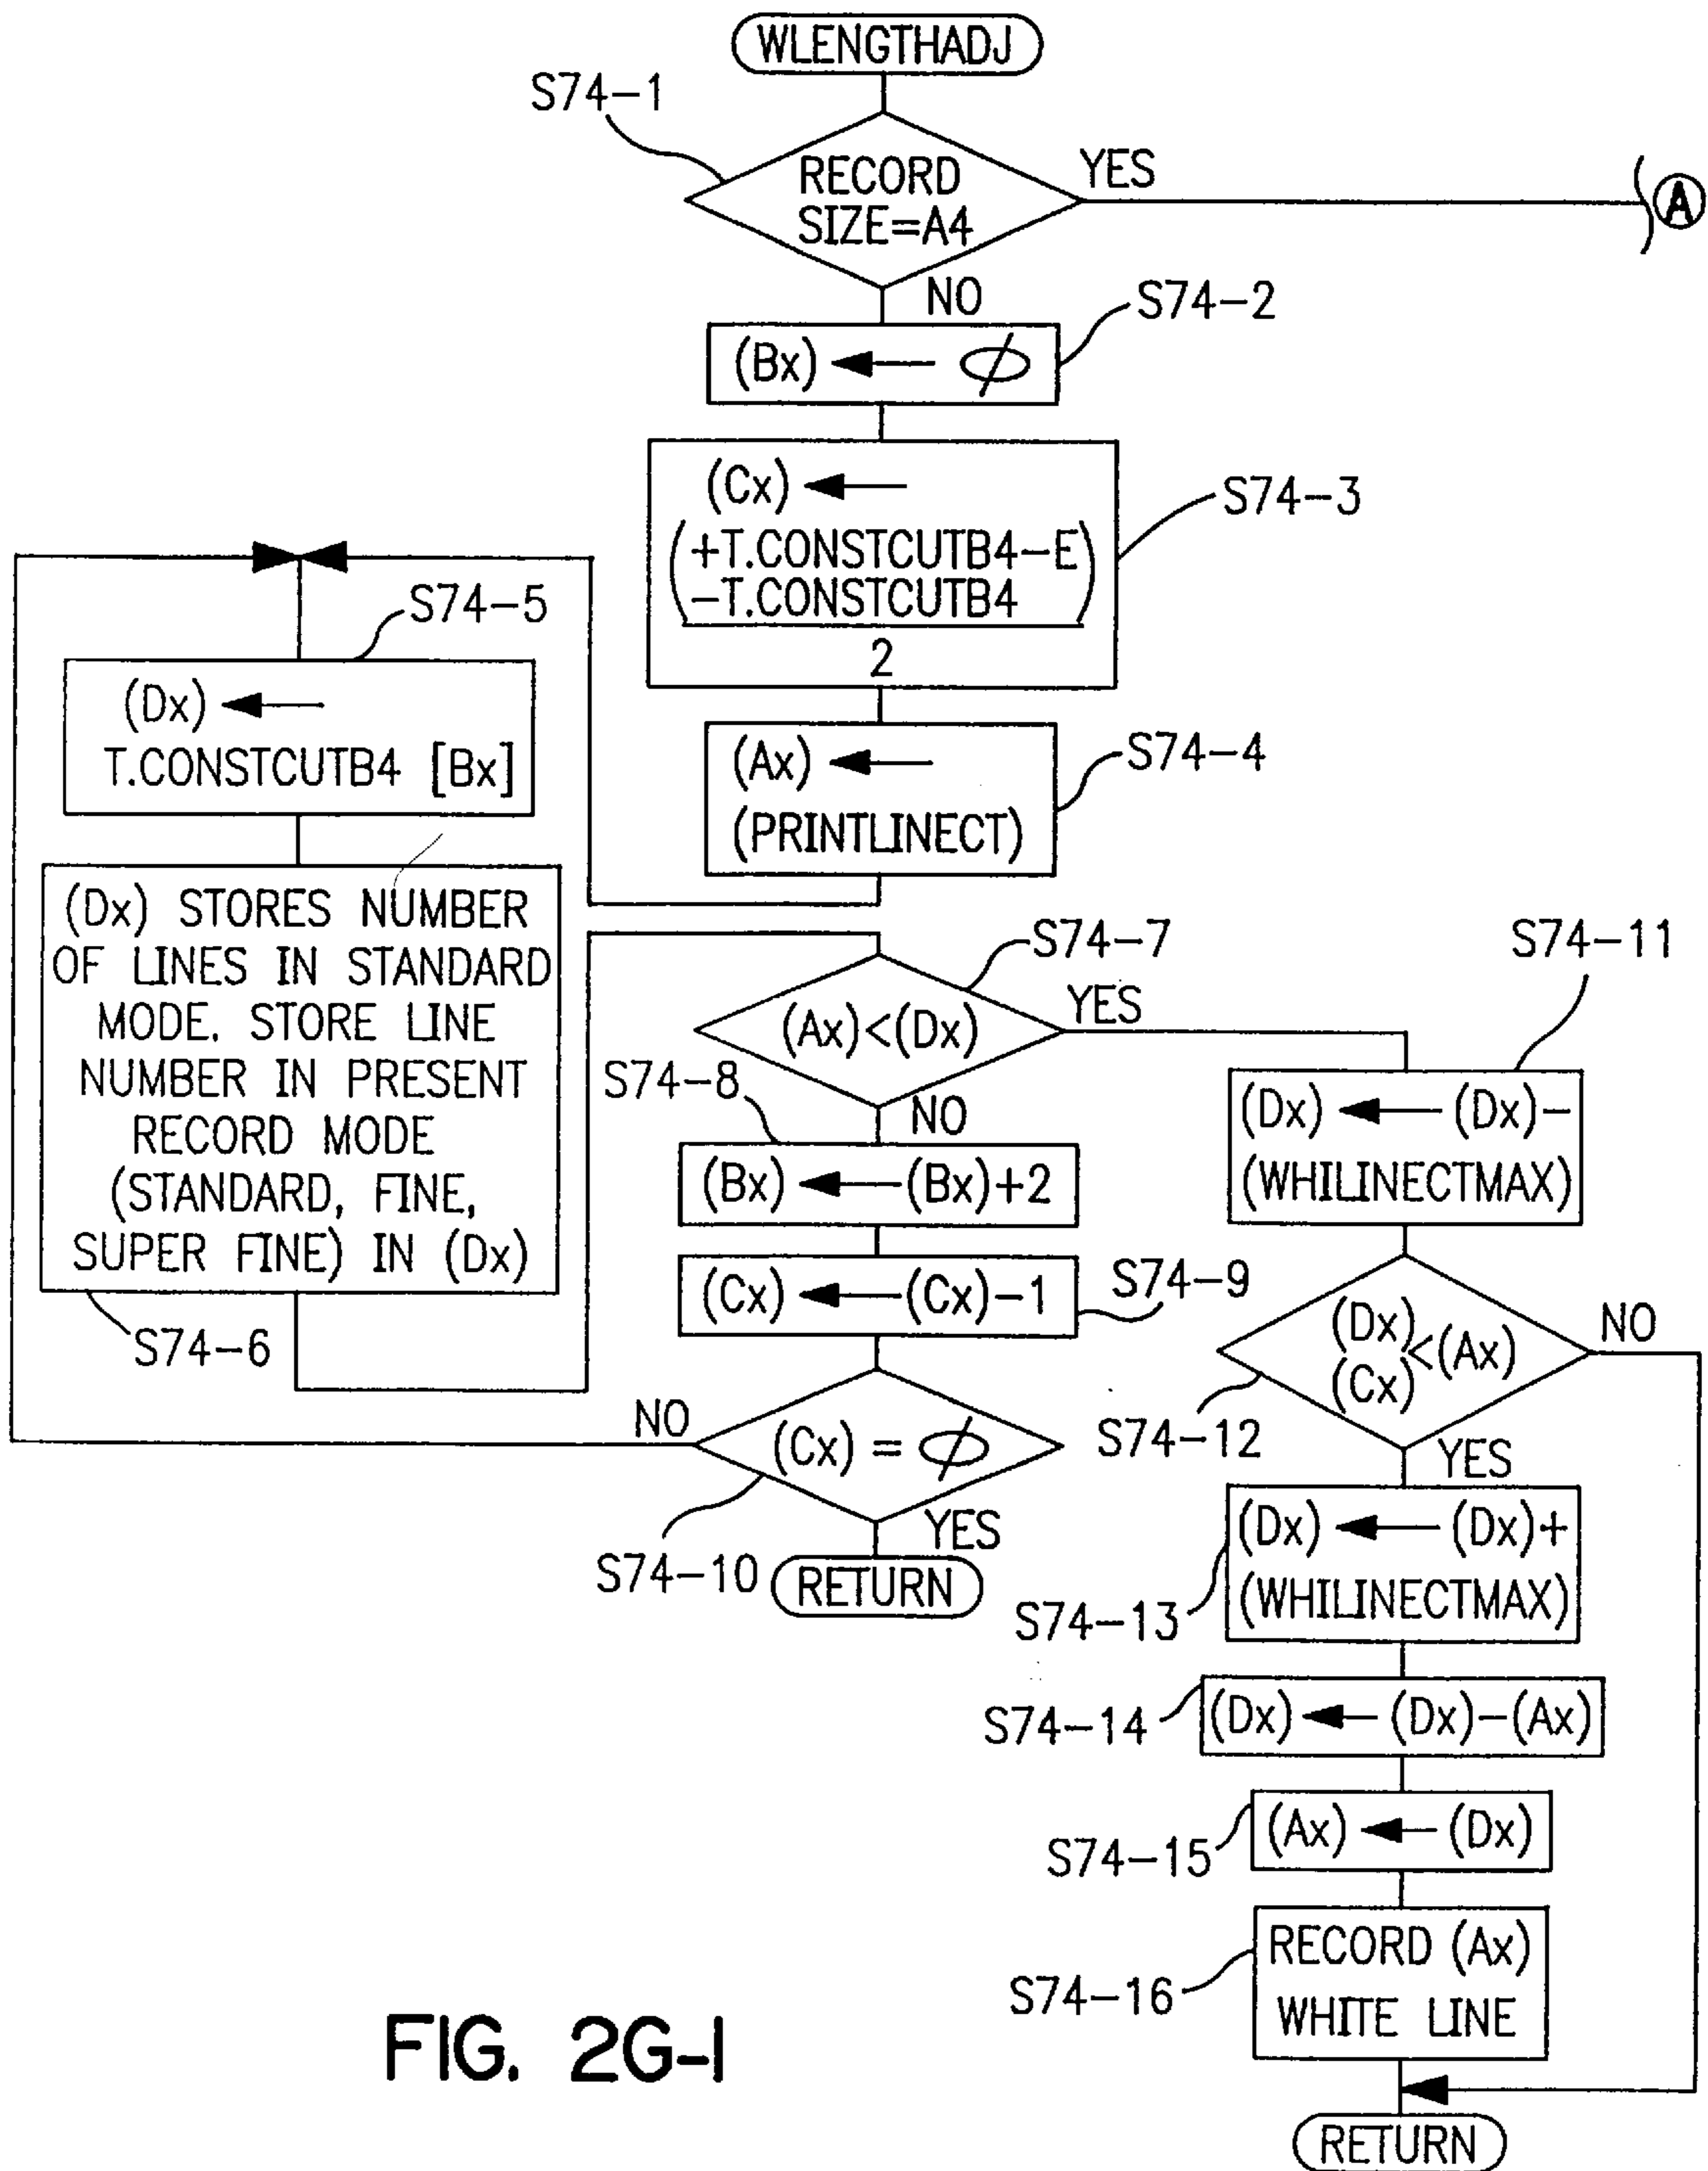 WLENGTHADJ
S74-1
RECORD
SIZE=A4
YES
A
NO
S74-2
(Bx) ← ϕ
S74-3
(Cx) ←
(+T.CONSTCUTB4-E
-T.CONSTCUTB4)
2
S74-4
(Ax) ←
(PRINTLINECT)
S74-5
(Dx) ←
T.CONSTCUTB4 [Bx]
(Dx) STORES NUMBER
OF LINES IN STANDARD
MODE. STORE LINE
NUMBER IN PRESENT
RECORD MODE
(STANDARD, FINE,
SUPER FINE) IN (Dx)
S74-6
S74-7
(Ax)<(Dx)
YES
NO
S74-8
(Bx) ← (Bx)+2
(Cx) ← (Cx)-1
S74-9
(Cx) = ϕ
NO
YES
S74-10
RETURN
S74-11
(Dx) ← (Dx)-
(WHILINECTMAX)
(Dx)
(Cx)<(Ax)
NO
S74-12
YES
(Dx) ← (Dx)+
(WHILINECTMAX)
S74-13
(Dx) ← (Dx)-(Ax)
S74-14
(Ax) ← (Dx)
S74-15
RECORD (Ax)
WHITE LINE
S74-16
RETURN
FIG. 2G-1